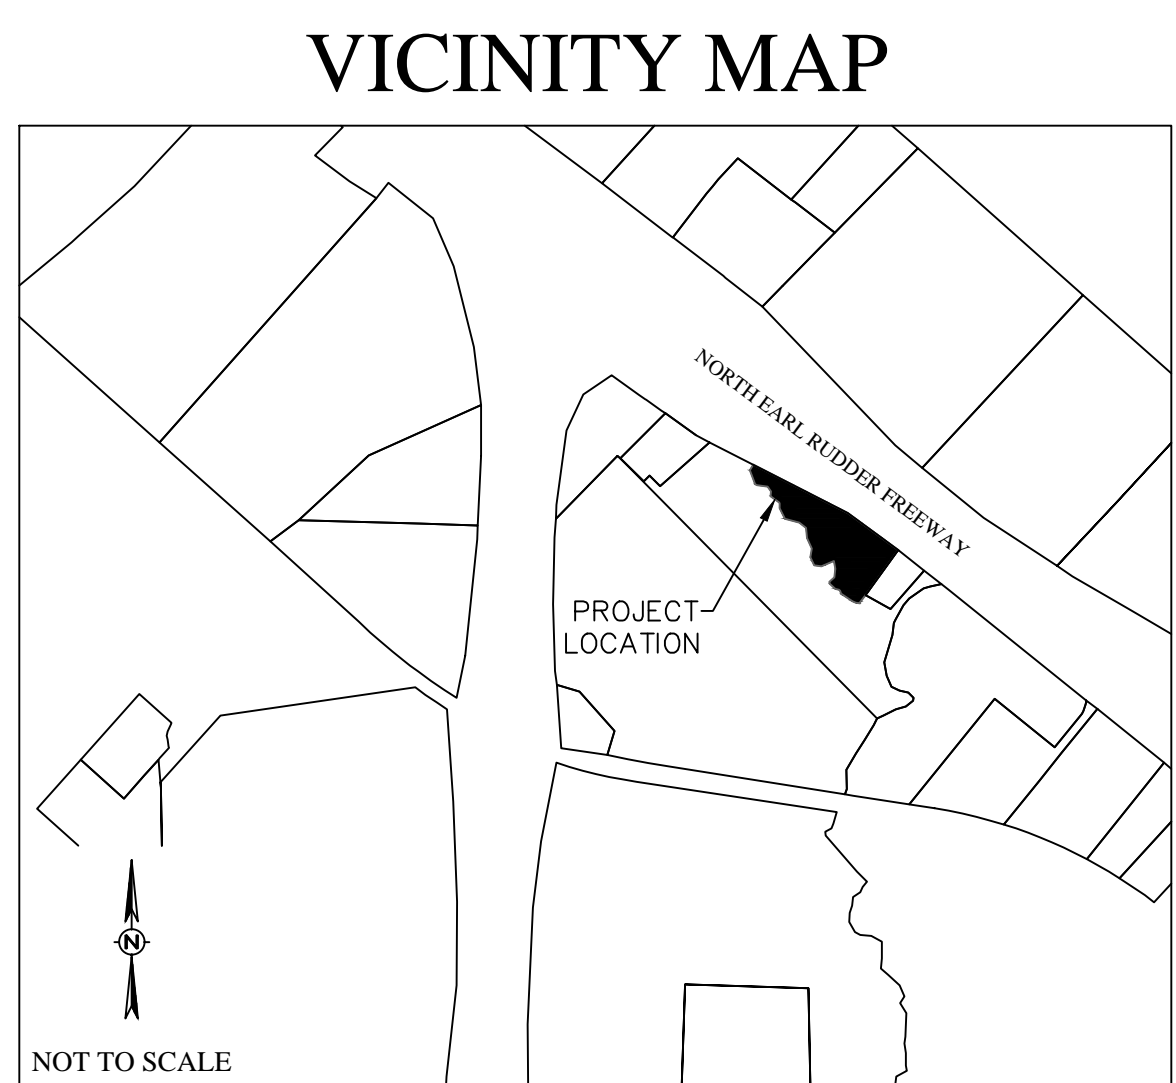 VICINITY MAP
NORTH EARL RUDDER FREEWAY
PROJECT
LOCATION
N
NOT TO SCALE